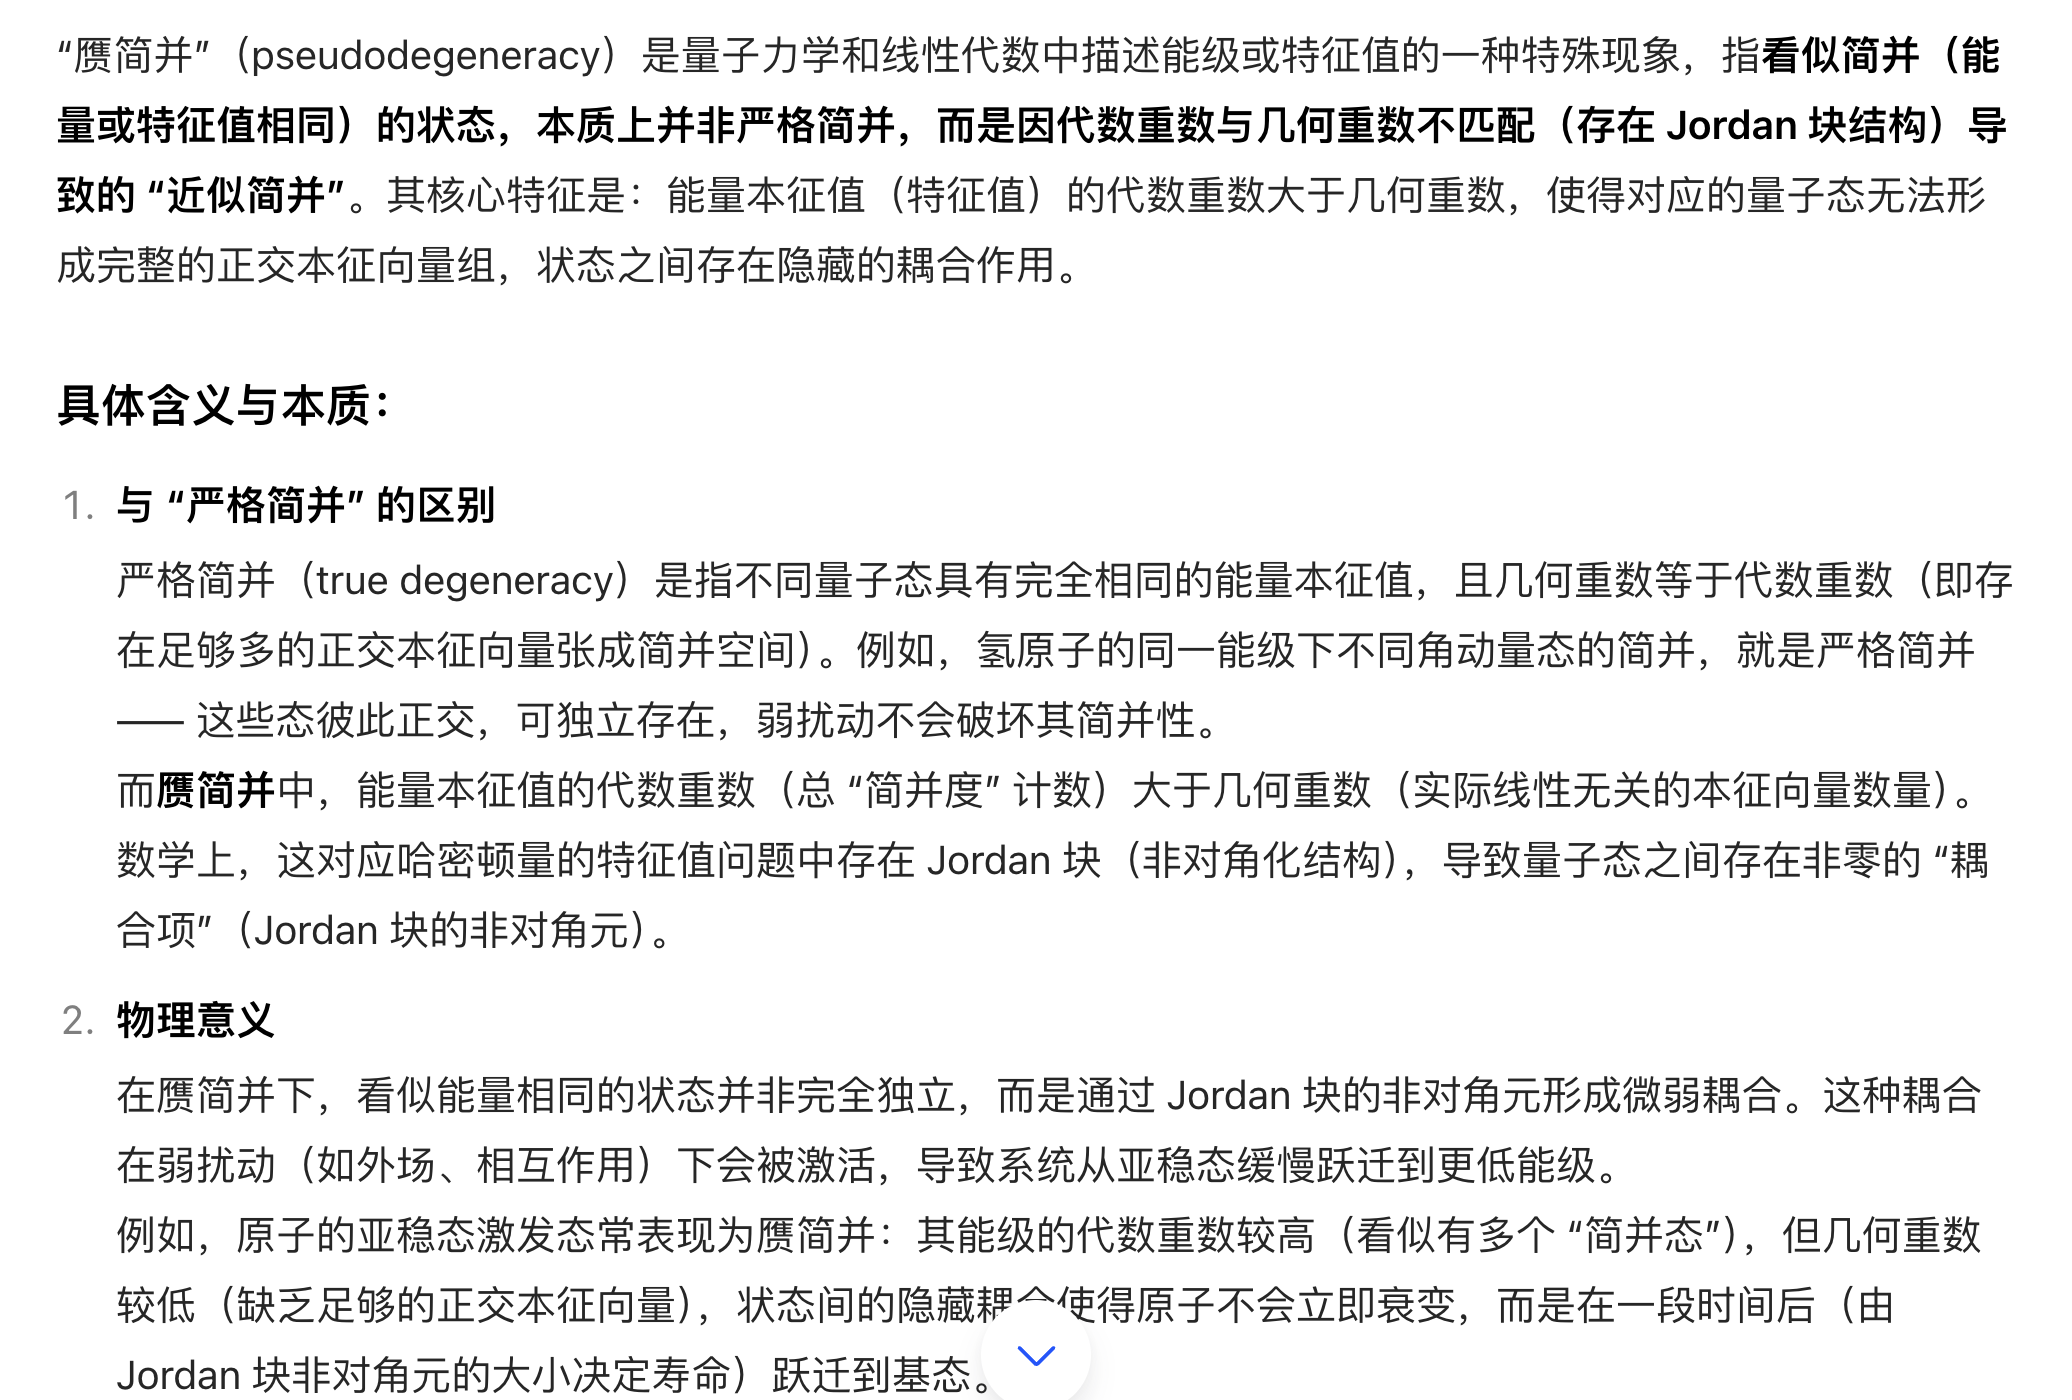 “赝简并”（pseudodegeneracy）是量子力学和线性代数中描述能级或特征值的一种特殊现象，指看似简并（能
量或特征值相同）的状态，本质上并非严格简并，而是因代数重数与几何重数不匹配（存在 Jordan 块结构）导
致的 “近似简并”。其核心特征是：能量本征值（特征值）的代数重数大于几何重数，使得对应的量子态无法形
成完整的正交本征向量组，状态之间存在隐藏的耦合作用。
具体含义与本质：
1. 与 “严格简并” 的区别
严格简并（true degeneracy）是指不同量子态具有完全相同的能量本征值，且几何重数等于代数重数（即存
在足够多的正交本征向量张成简并空间）。例如，氢原子的同一能级下不同角动量态的简并，就是严格简并
—— 这些态彼此正交，可独立存在，弱扰动不会破坏其简并性。
而赝简并中，能量本征值的代数重数（总 “简并度” 计数）大于几何重数（实际线性无关的本征向量数量）。
数学上，这对应哈密顿量的特征值问题中存在 Jordan 块（非对角化结构），导致量子态之间存在非零的 “耦
合项”（Jordan 块的非对角元）。
2. 物理意义
在赝简并下，看似能量相同的状态并非完全独立，而是通过 Jordan 块的非对角元形成微弱耦合。这种耦合
在弱扰动（如外场、相互作用）下会被激活，导致系统从亚稳态缓慢跃迁到更低能级。
例如，原子的亚稳态激发态常表现为赝简并：其能级的代数重数较高（看似有多个 “简并态”），但几何重数
较低（缺乏足够的正交本征向量），状态间的隐藏耦合使得原子不会立即衰变，而是在一段时间后（由
Jordan 块非对角元的大小决定寿命）跃迁到基态。